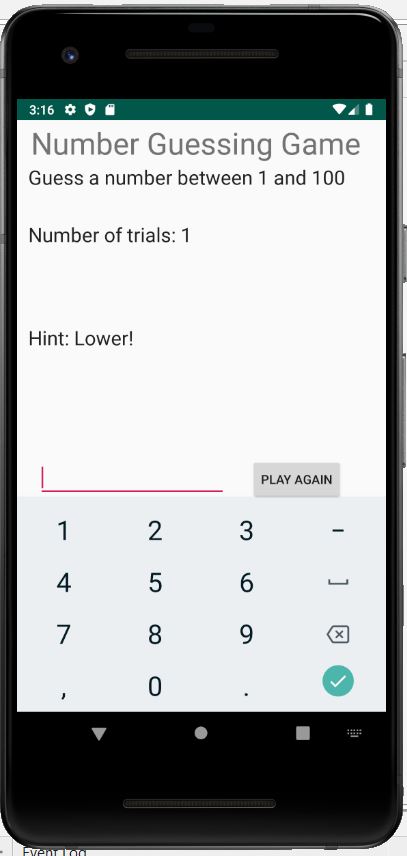 3:16
Number Guessing Game
Guess a number between 1 and 100
Number of trials: 1
Hint: Lower!
PLAY AGAIN
1 2 3 -
4 5 6
7 8 9
, 0 .
Event Log